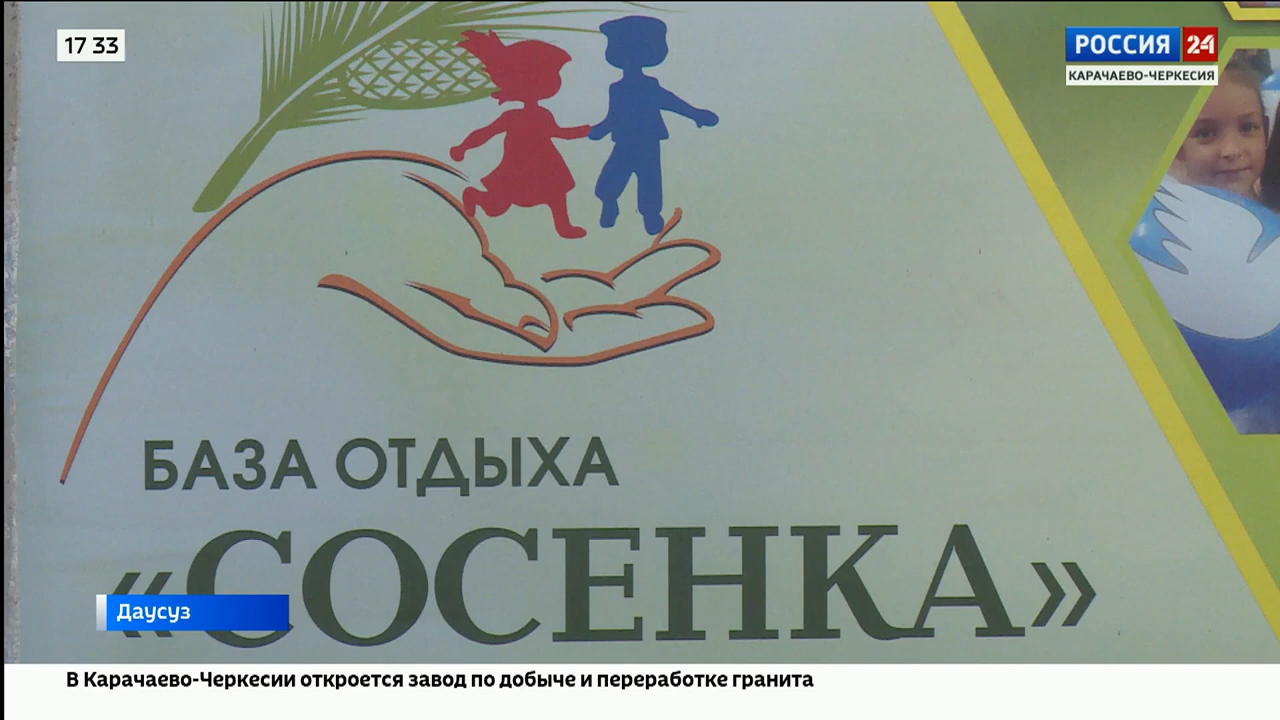 17 33
РОССИЯ 24
КАРАЧАЕВО-ЧЕРКЕСИЯ
БАЗА ОТДЫХА
«СОСЕНКА»
Даусуз
В Карачаево-Черкесии откроется завод по добыче и переработке гранита